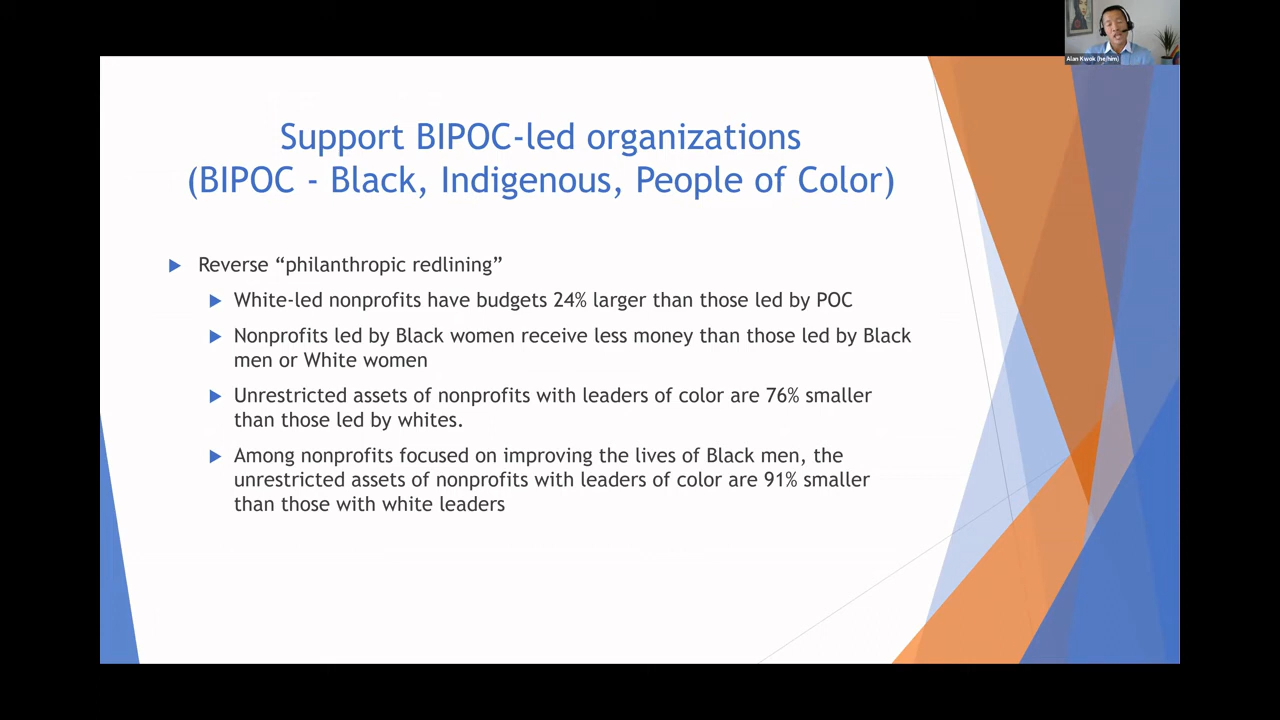 Alan Kwok (he/him)
Support BIPOC-led organizations
(BIPOC - Black, Indigenous, People of Color)
Reverse “philanthropic redlining”
White-led nonprofits have budgets 24% larger than those led by POC
Nonprofits led by Black women receive less money than those led by Black
men or White women
Unrestricted assets of nonprofits with leaders of color are 76% smaller
than those led by whites.
Among nonprofits focused on improving the lives of Black men, the
unrestricted assets of nonprofits with leaders of color are 91% smaller
than those with white leaders